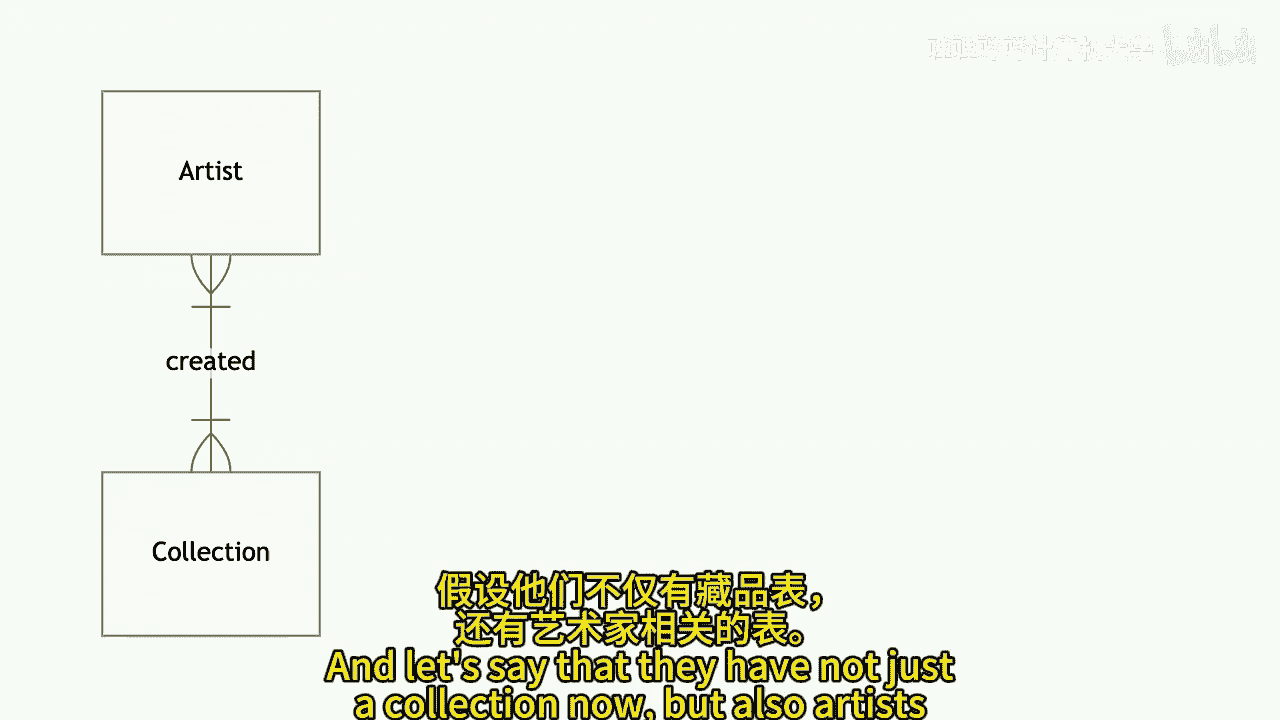 Artist
created
Collection
假设他们不仅有藏品表，
还有艺术家相关的表。
And let's say that they have not just
a collection now, but also artists